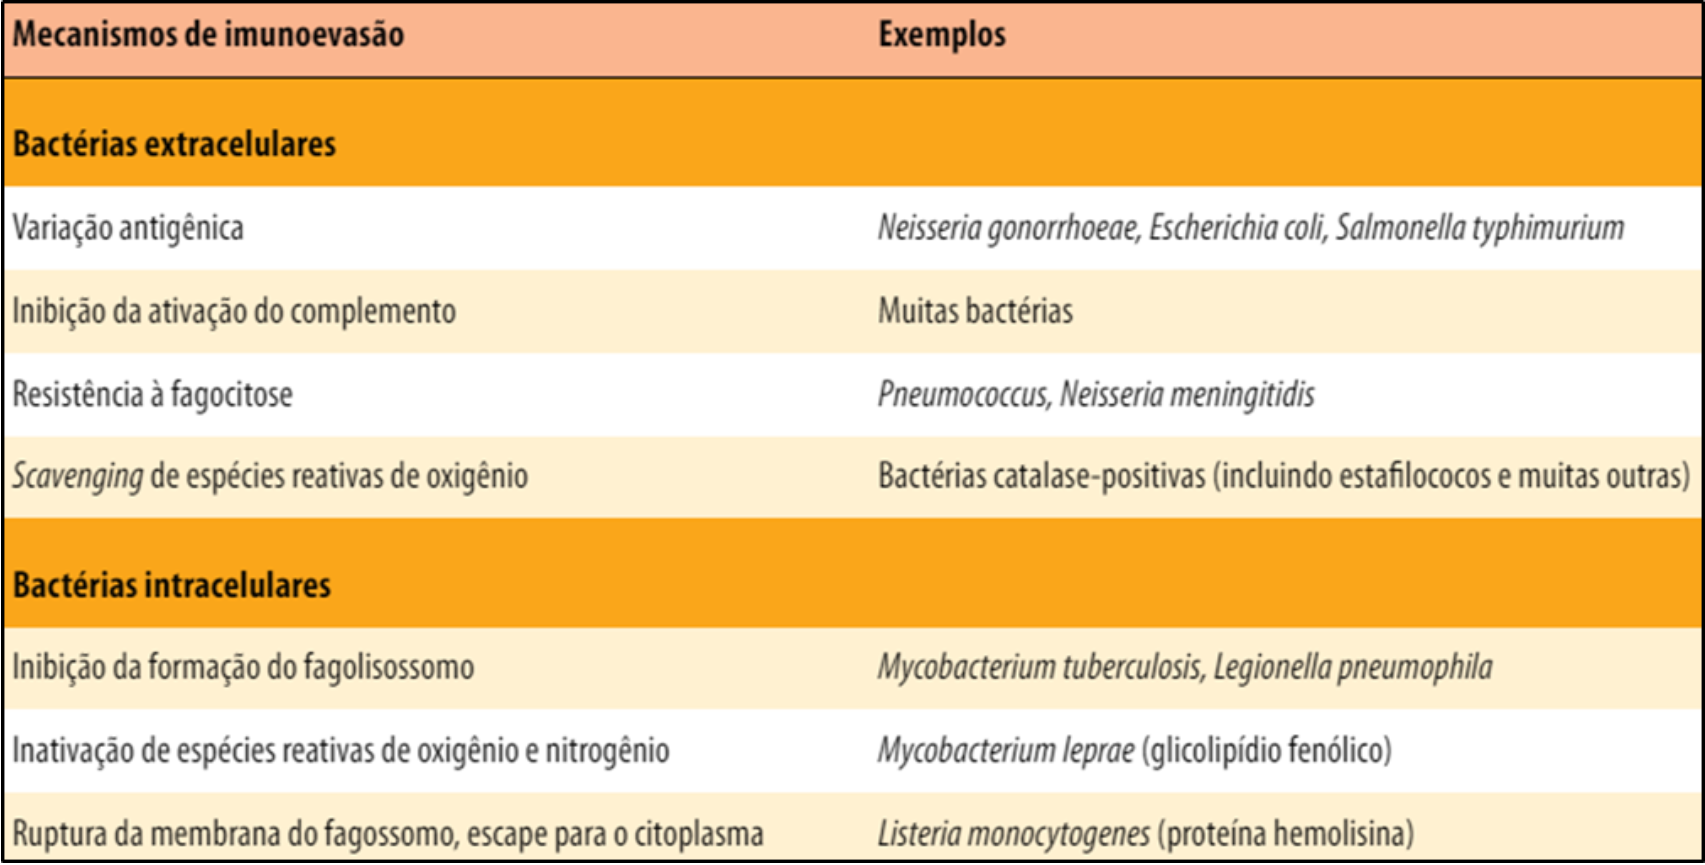 Mecanismos de imunoevasão Exemplos
Bactérias extracelulares
Variação antigênica Neisseria gonorrhoeae, Escherichia coli, Salmonella typhimurium
Inibição da ativação do complemento Muitas bactérias
Resistência à fagocitose Pneumococcus, Neisseria meningitidis
Scavenging de espécies reativas de oxigênio Bactérias catalase-positivas (incluindo estafilococos e muitas outras)
Bactérias intracelulares
Inibição da formação do fagolisossomo Mycobacterium tuberculosis, Legionella pneumophila
Inativação de espécies reativas de oxigênio e nitrogênio Mycobacterium leprae (glicolipídio fenólico)
Ruptura da membrana do fagossomo, escape para o citoplasma Listeria monocytogenes (proteína hemolisina)